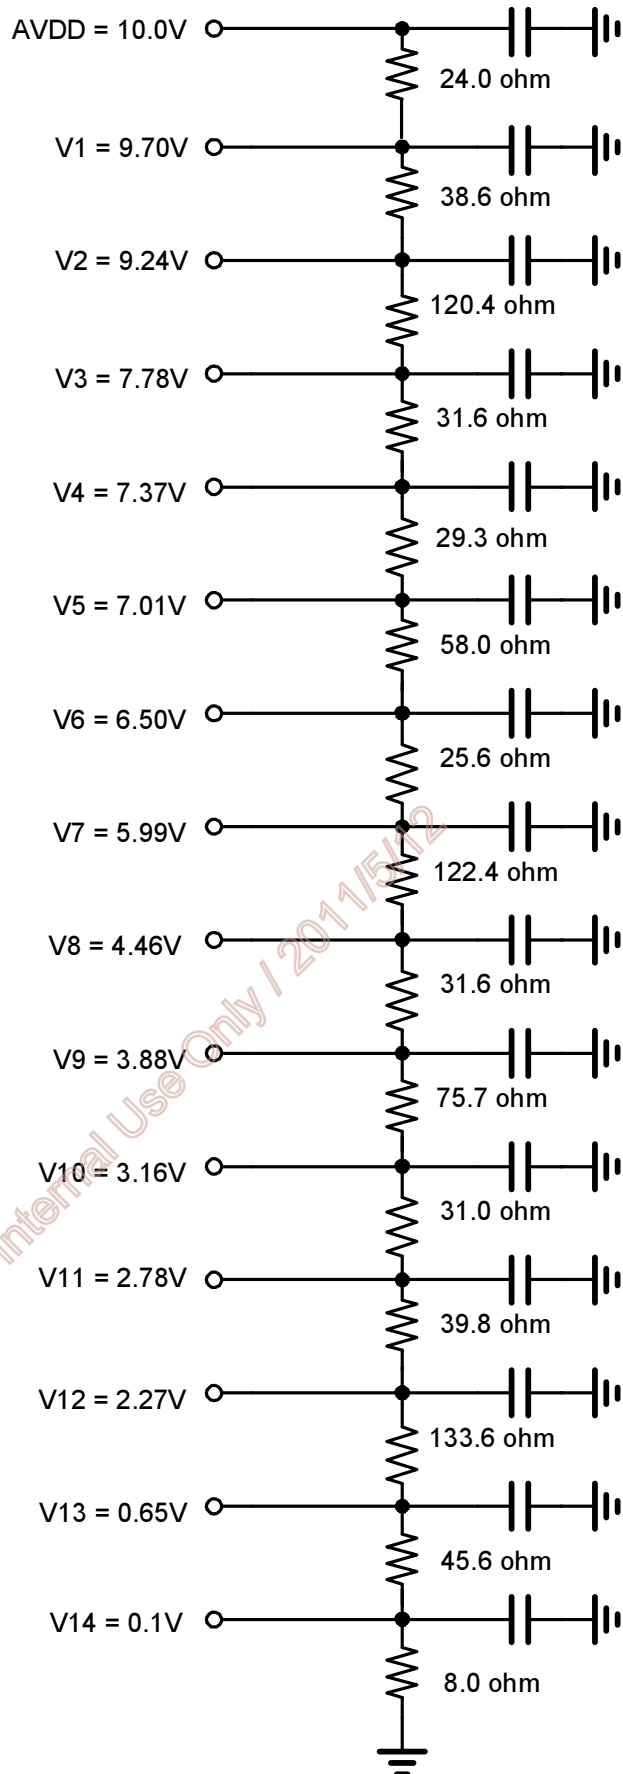 AVDD = 10.0V
24.0 ohm
V1 = 9.70V
38.6 ohm
V2 = 9.24V
120.4 ohm
V3 = 7.78V
31.6 ohm
V4 = 7.37V
29.3 ohm
V5 = 7.01V
58.0 ohm
V6 = 6.50V
25.6 ohm
V7 = 5.99V
122.4 ohm
V8 = 4.46V
31.6 ohm
V9 = 3.88V
75.7 ohm
V10 = 3.16V
31.0 ohm
V11 = 2.78V
39.8 ohm
V12 = 2.27V
133.6 ohm
V13 = 0.65V
45.6 ohm
V14 = 0.1V
8.0 ohm
Internal Use Only / 2011/5/12